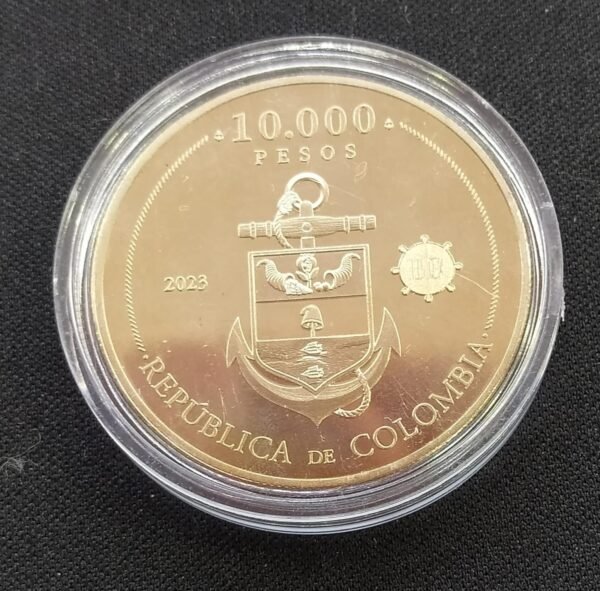 10.000
PESOS
2023
REPÚBLICA DE COLOMBIA